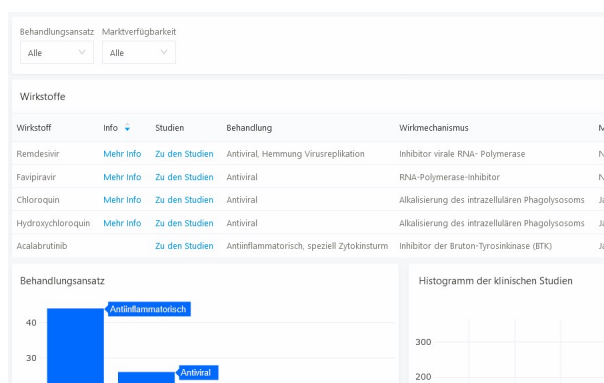 Behandlungsansatz Marktverfügbarkeit
Alle Alle
Wirkstoffe
Wirkstoff Info Studien Behandlung Wirkmechanismus M
Remdesivir Mehr Info Zu den Studien Antiviral, Hemmung Virusreplikation Inhibitor virale RNA- Polymerase N
Favipiravir Mehr Info Zu den Studien Antiviral RNA-Polymerase-Inhibitor N
Chloroquin Mehr Info Zu den Studien Antiviral Alkalisierung des intrazellulären Phagolysosoms Ja
Hydroxychloroquin Mehr Info Zu den Studien Antiviral Alkalisierung des intrazellulären Phagolysosoms Ja
Acalabrutinib Zu den Studien Antiinflammatorisch, speziell Zytokinsturm Inhibitor der Bruton-Tyrosinkinase (BTK) Ja
Behandlungsansatz Histogramm der klinischen Studien
Antiinflammatorisch
40
300
30
Antiviral
200